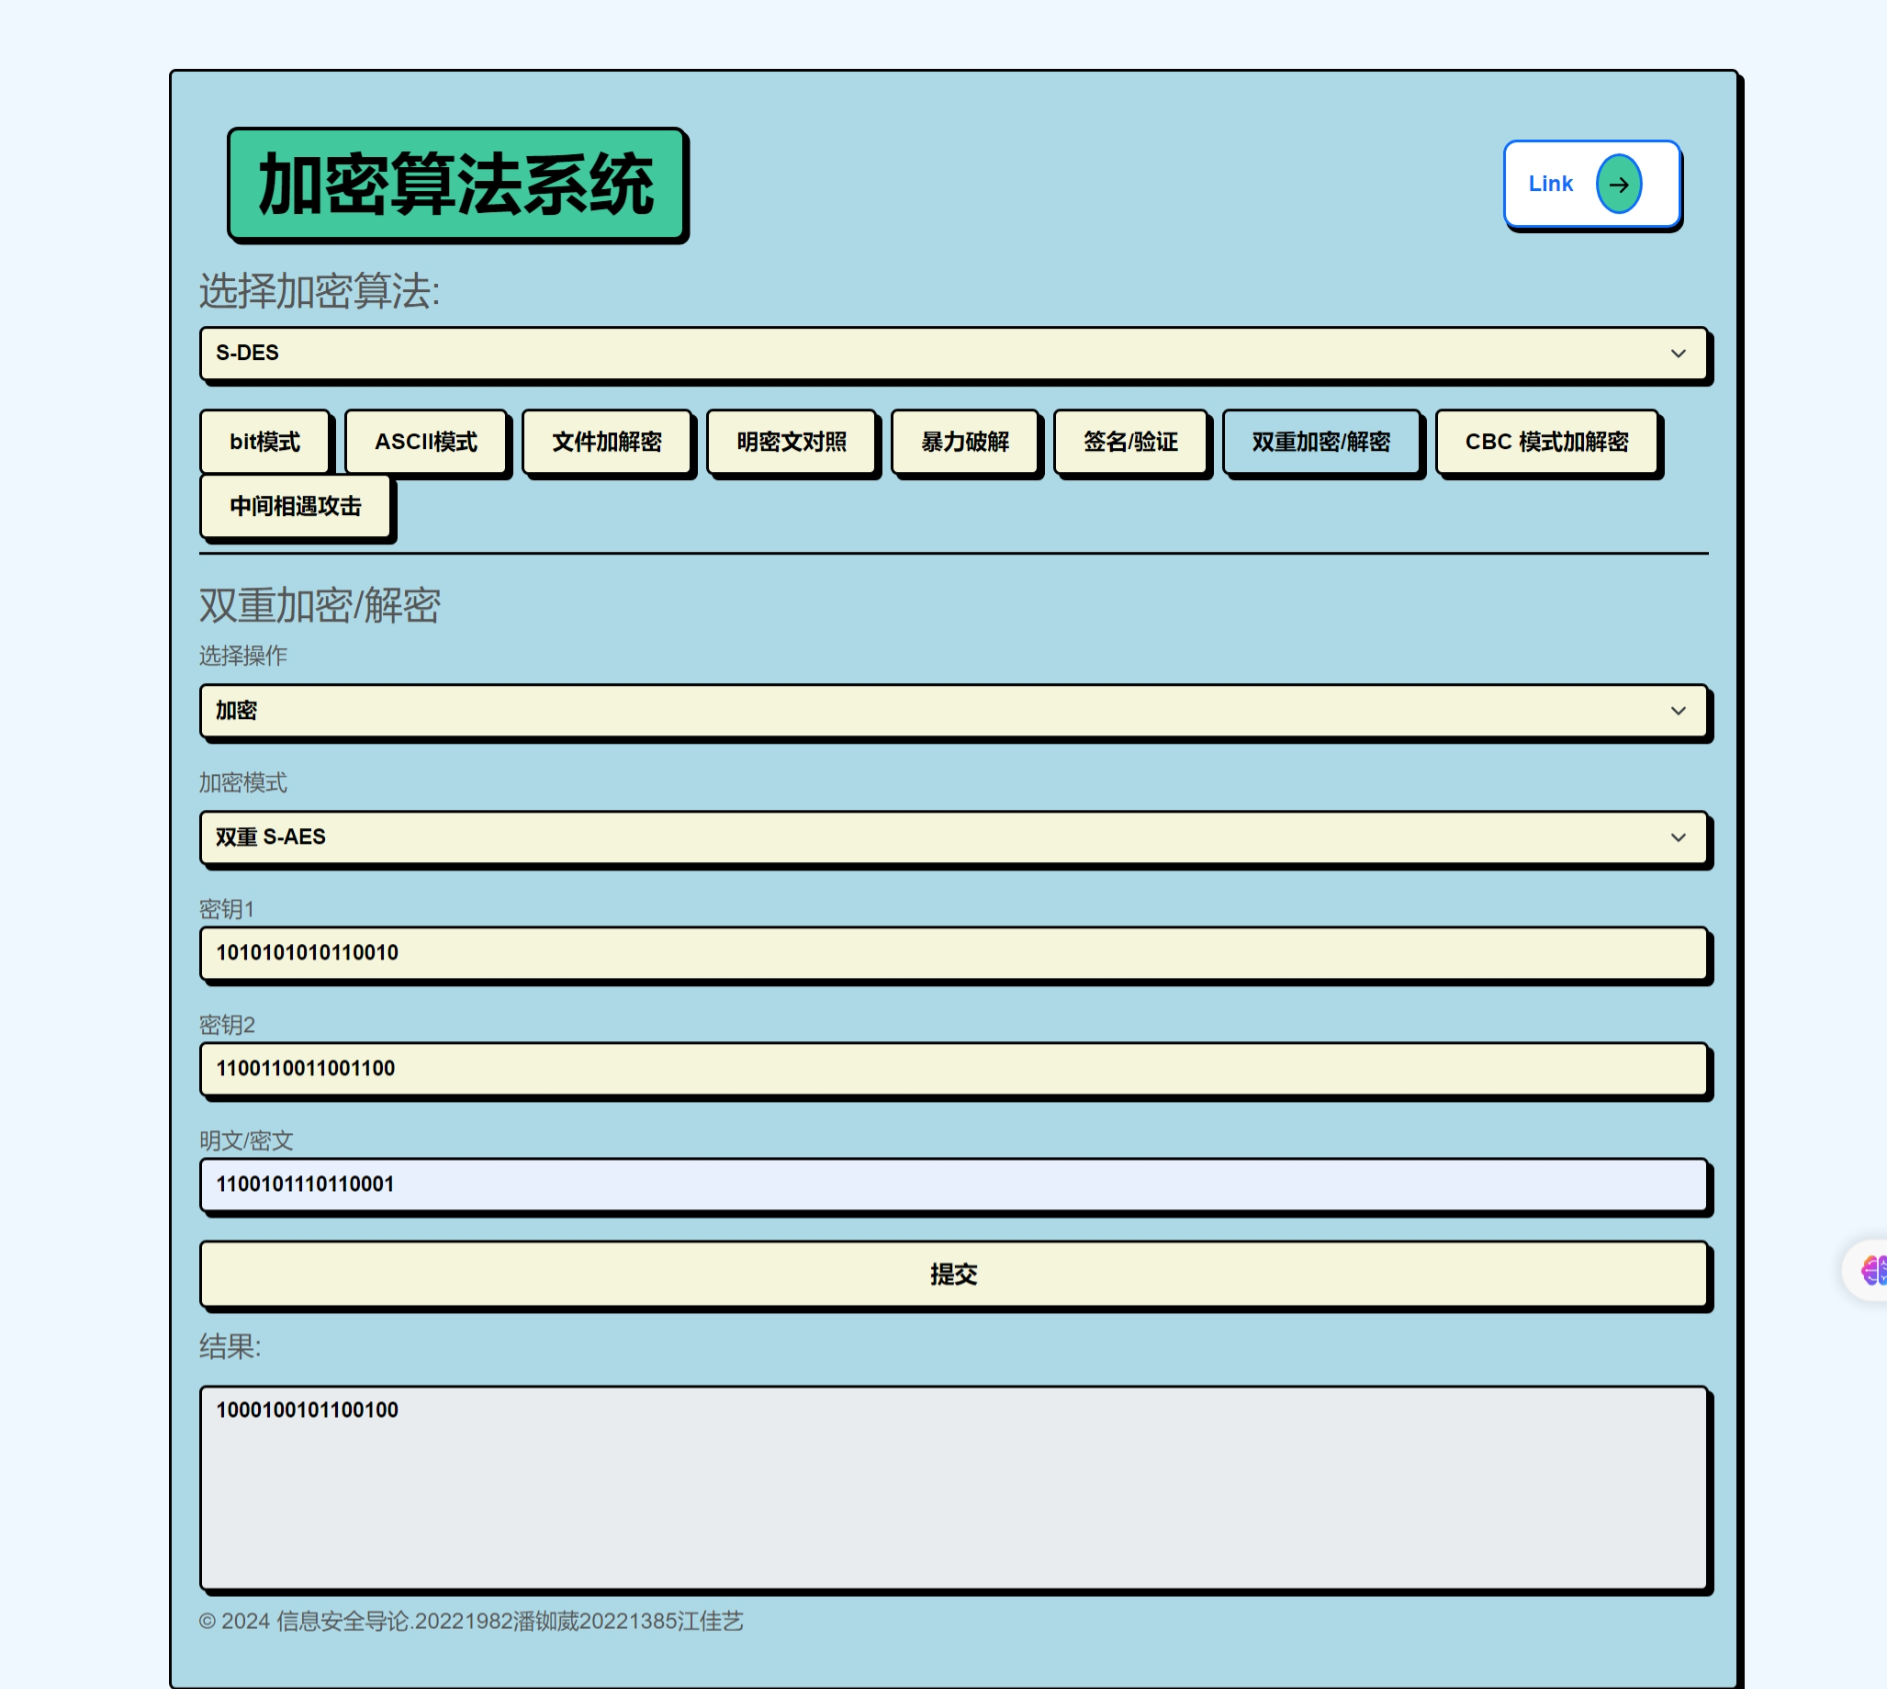 加密算法系统
Link
选择加密算法:
S-DES
bit模式 ASCII模式 文件加解密 明密文对照 暴力破解 签名/验证 双重加密/解密 CBC 模式加解密
中间相遇攻击
双重加密/解密
选择操作
加密
加密模式
双重 S-AES
密钥1
1010101010110010
密钥2
1100110011001100
明文/密文
1100101110110001
提交
结果:
1000100101100100
© 2024 信息安全导论.20221982潘铷葳20221385江佳艺